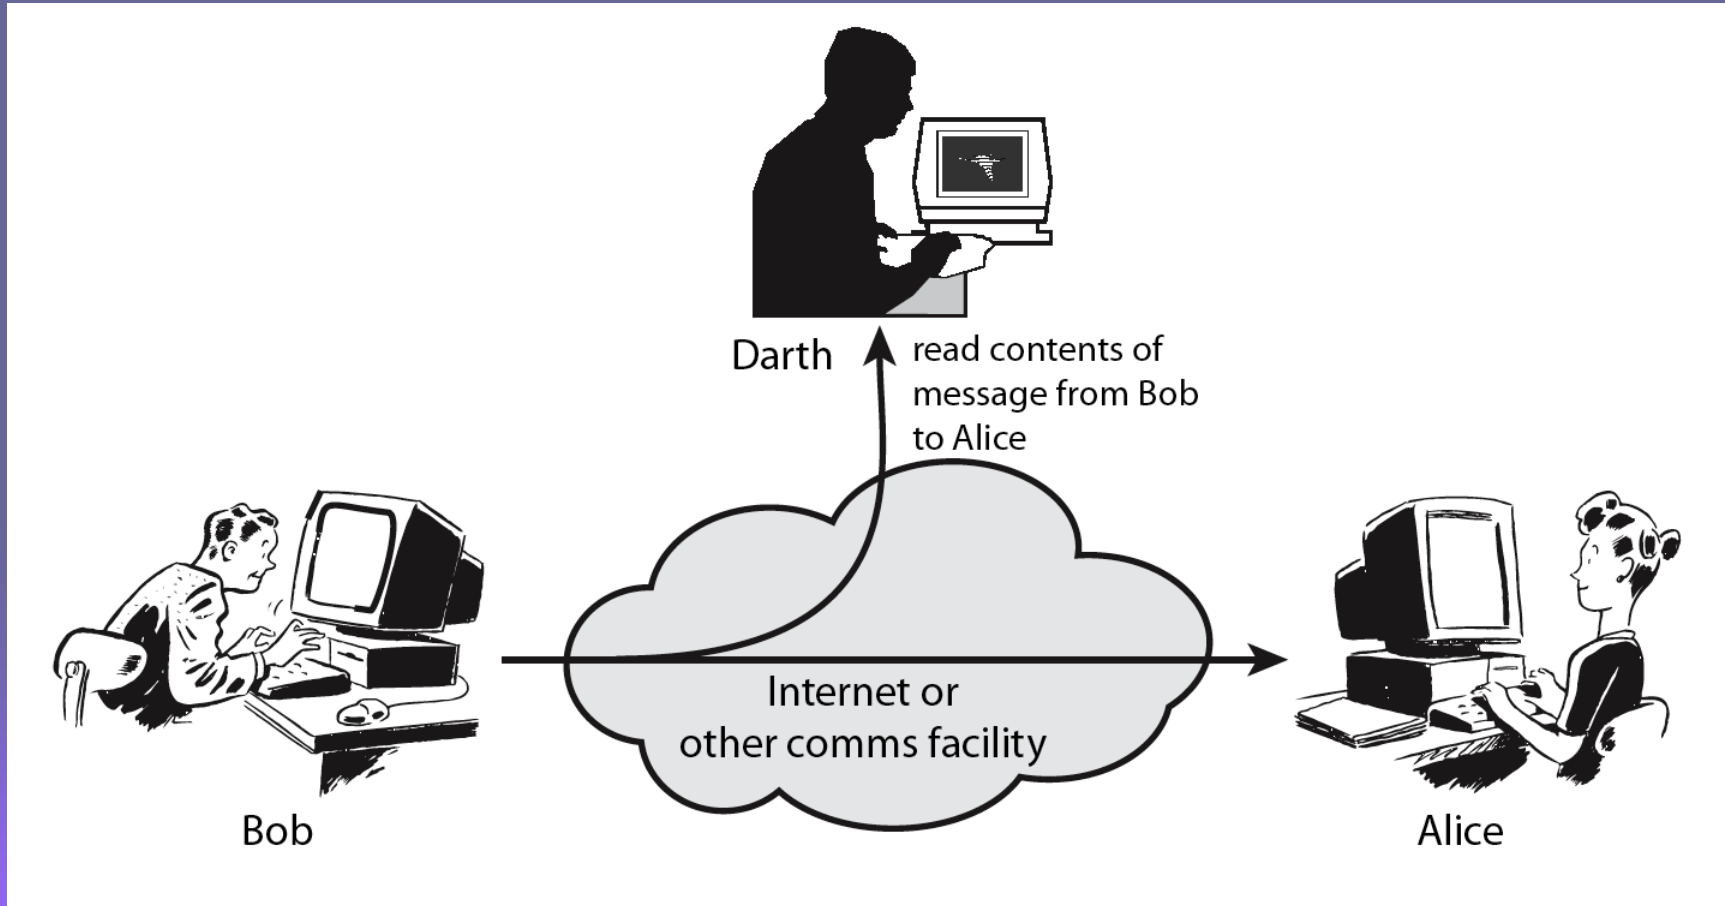 Darth
read contents of
message from Bob
to Alice
Internet or
other comms facility
Bob
Alice